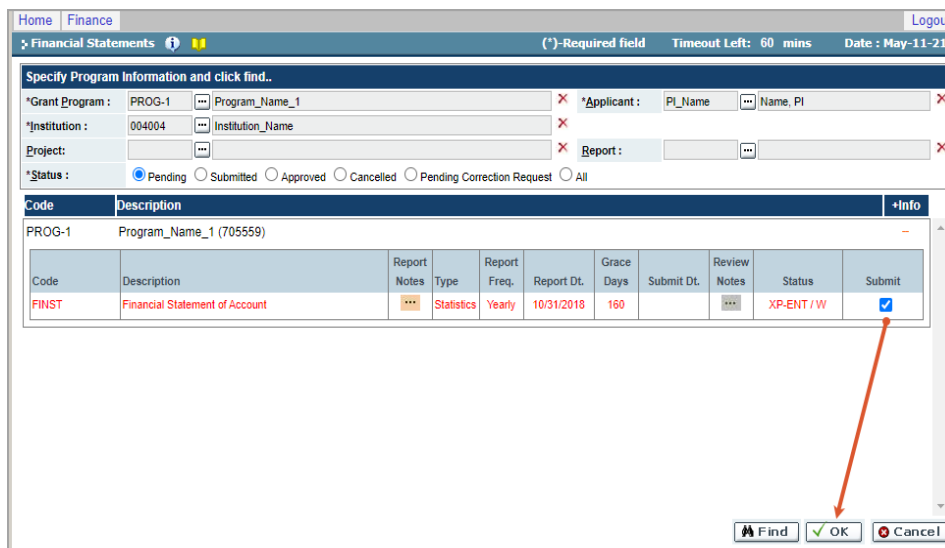 Home Finance Logou
Financial Statements (*)-Required field Timeout Left: 60 mins Date : May-11-21
Specify Program Information and click find..
*Grant Program : PROG-1 ... Program_Name_1 *Applicant : PI_Name ... Name, PI
*Institution : 004004 ... Institution_Name
Project: ... Report : ...
*Status : Pending Submitted Approved Cancelled Pending Correction Request All
Code Description +Info
PROG-1 Program_Name_1 (705559) –
Code Description Report Notes Type Report Freq. Report Dt. Grace Days Submit Dt. Review Notes Status Submit
FINST Financial Statement of Account ... Statistics Yearly 10/31/2018 160 ... XP-ENT / W
Find OK Cancel